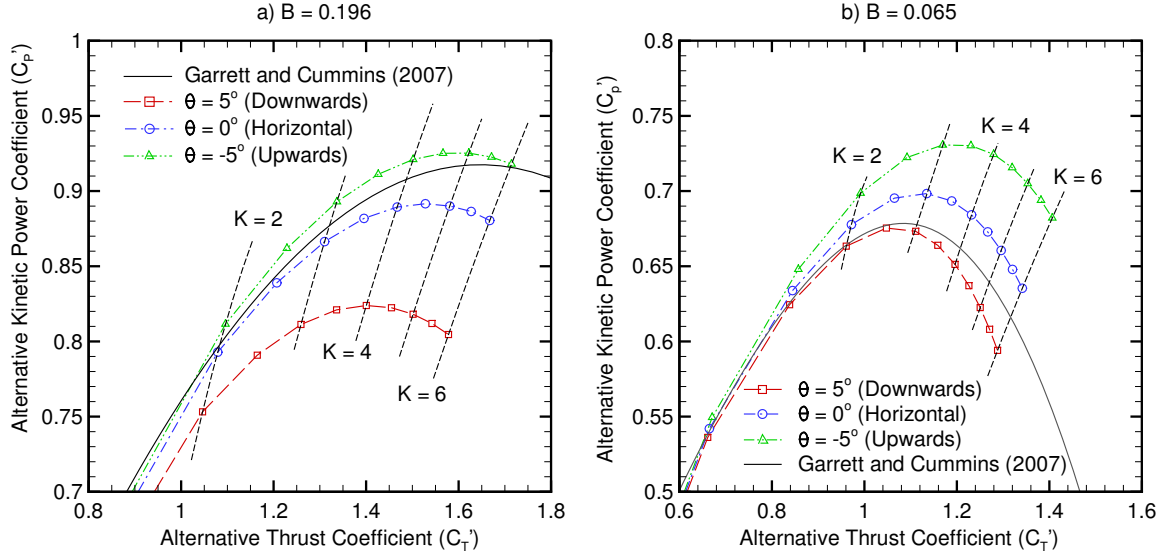 a) B = 0.196
Alternative Kinetic Power Coefficient (C_P')
1
0.95
0.9
0.85
0.8
0.75
0.7
Garrett and Cummins (2007)
θ = 5° (Downwards)
θ = 0° (Horizontal)
θ = -5° (Upwards)
K = 2
K = 4
K = 6
0.8 1 1.2 1.4 1.6 1.8
Alternative Thrust Coefficient (C_T')
b) B = 0.065
Alternative Kinetic Power Coefficient (C_P')
0.8
0.75
0.7
0.65
0.6
0.55
0.5
K = 2
K = 4
K = 6
θ = 5° (Downwards)
θ = 0° (Horizontal)
θ = -5° (Upwards)
Garrett and Cummins (2007)
0.6 0.8 1 1.2 1.4 1.6
Alternative Thrust Coefficient (C_T')